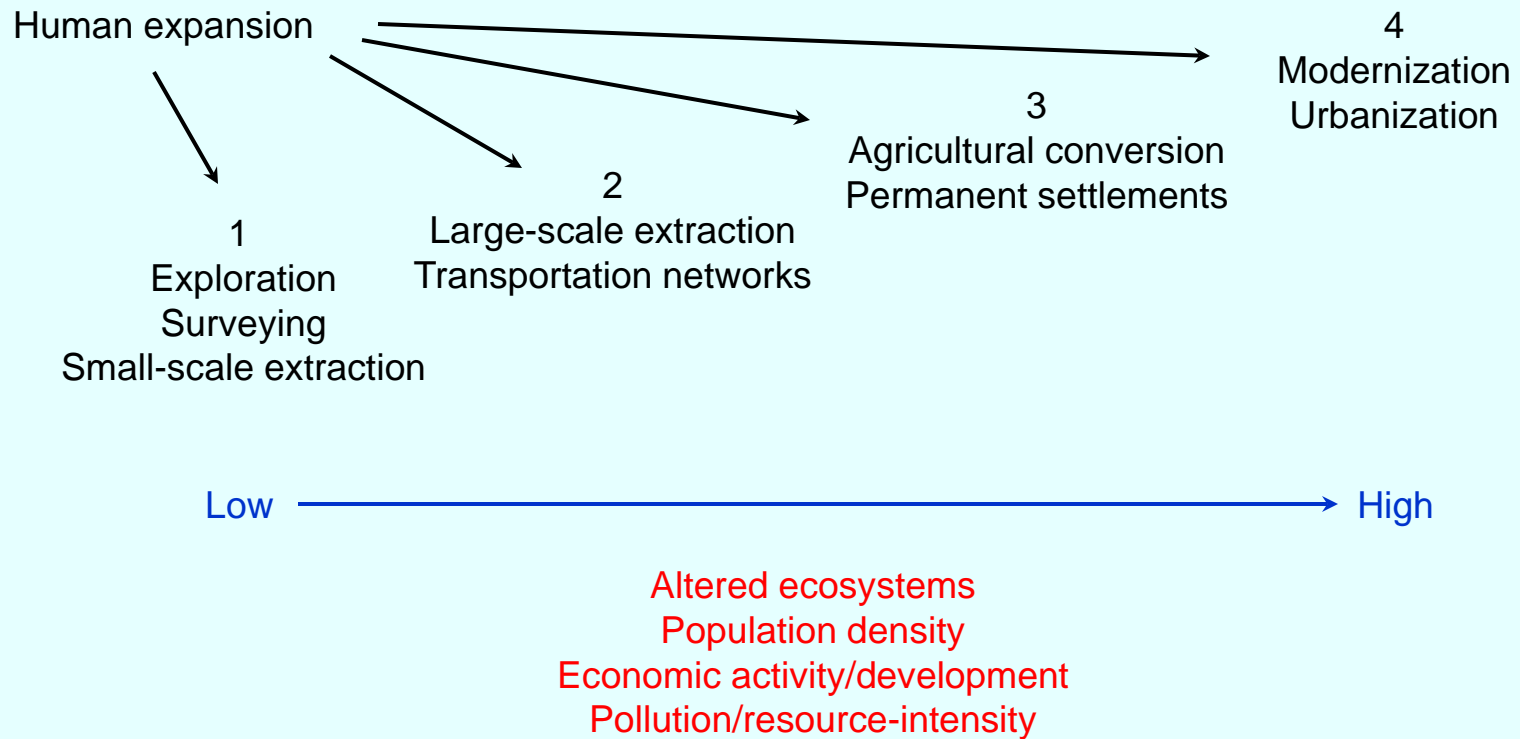 Human expansion
1
Exploration
Surveying
Small-scale extraction
2
Large-scale extraction
Transportation networks
3
Agricultural conversion
Permanent settlements
4
Modernization
Urbanization
Low
High
Altered ecosystems
Population density
Economic activity/development
Pollution/resource-intensity